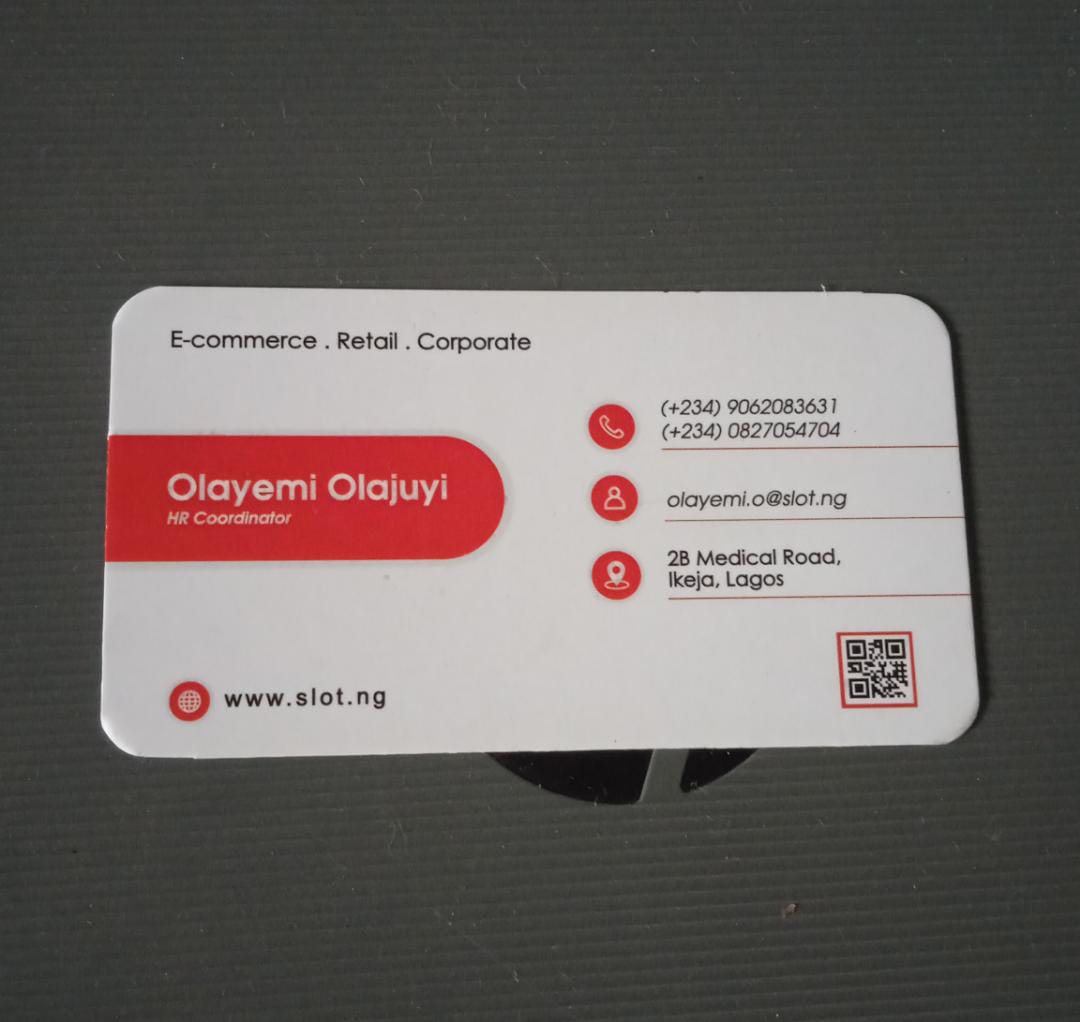 E-commerce . Retail . Corporate
Olayemi Olajuyi
HR Coordinator
(+234) 9062083631
(+234) 0827054704
olayemi.o@slot.ng
2B Medical Road,
Ikeja, Lagos
www.slot.ng